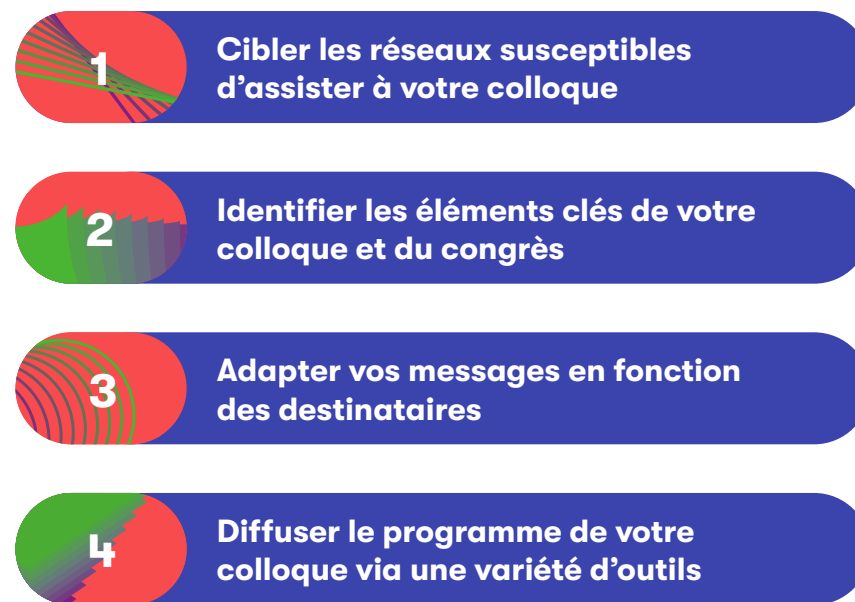 1
Cibler les réseaux susceptibles
d’assister à votre colloque
2
Identifier les éléments clés de votre
colloque et du congrès
3
Adapter vos messages en fonction
des destinataires
4
Diffuser le programme de votre
colloque via une variété d’outils